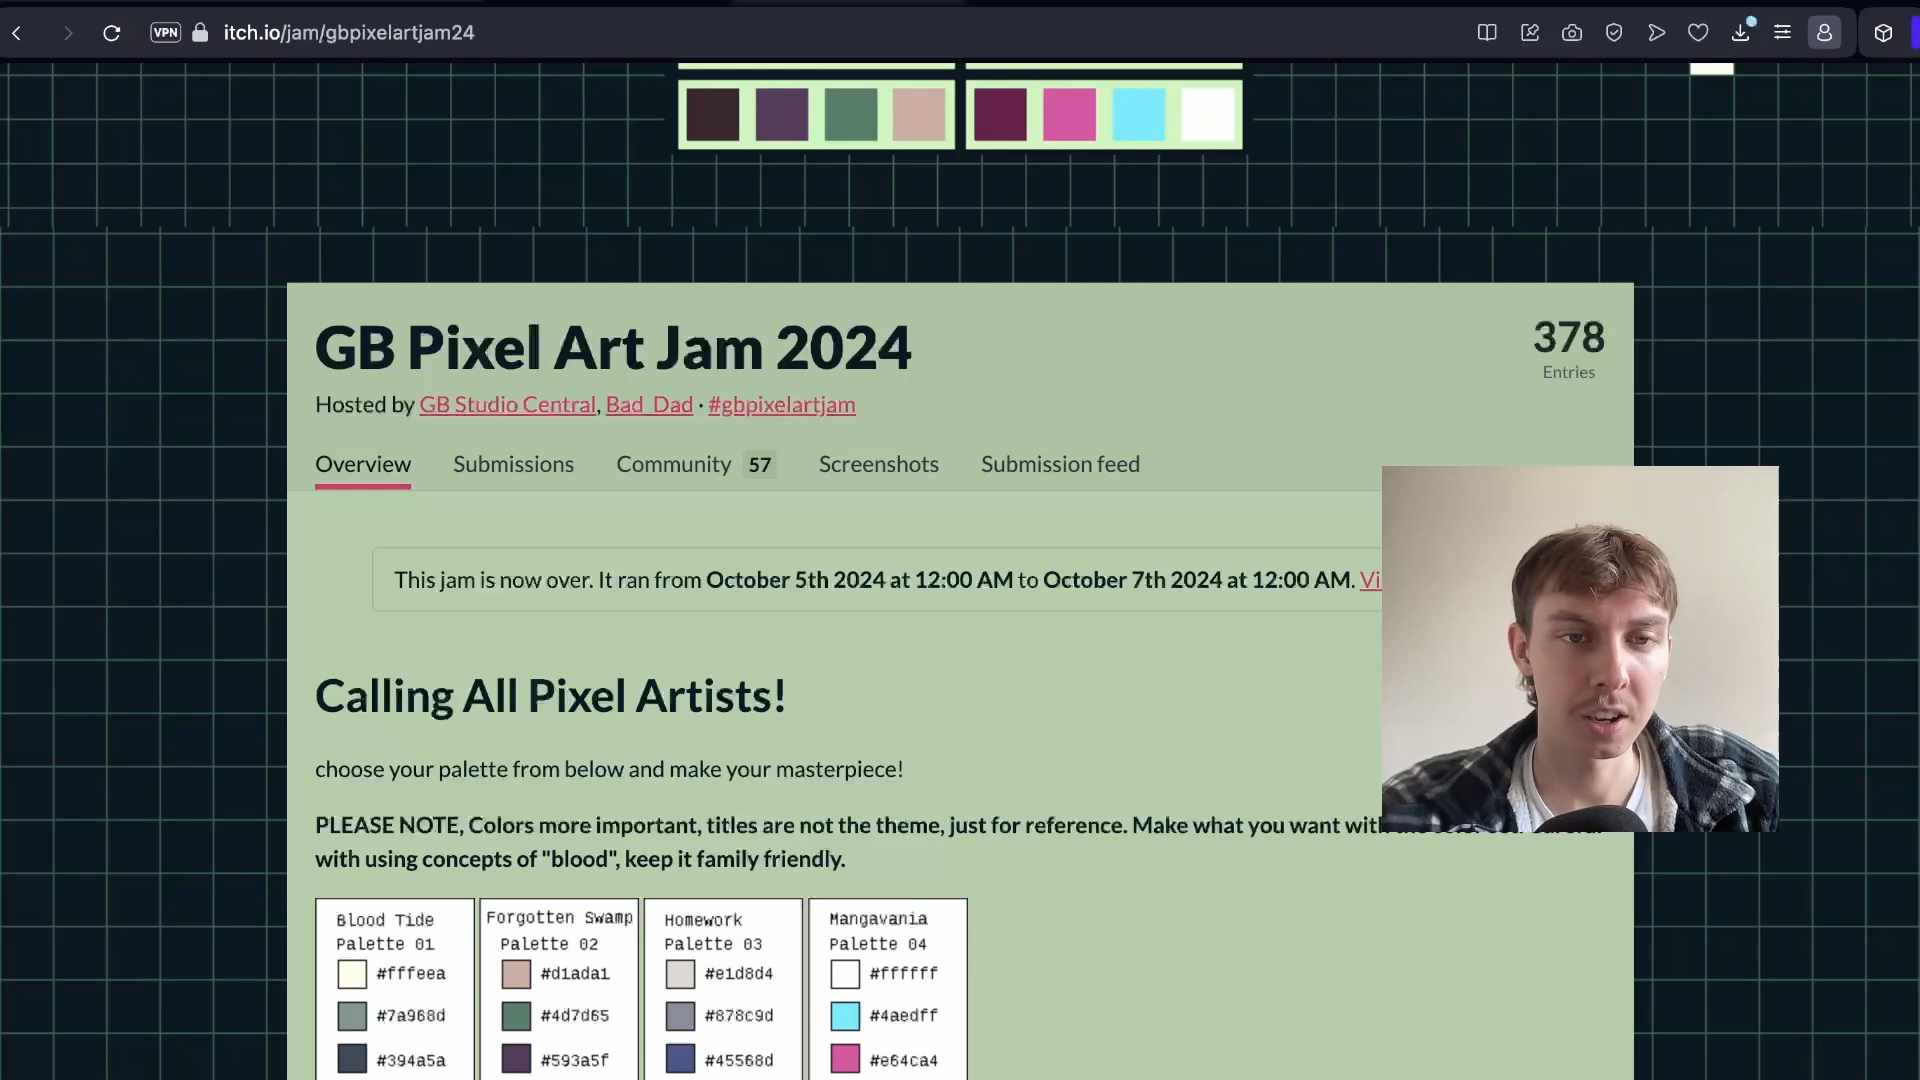 VPN itch.io/jam/gbpixelartjam24
GB Pixel Art Jam 2024
378
Entries
Hosted by GB Studio Central, Bad_Dad · #gbpixelartjam
Overview Submissions Community 57 Screenshots Submission feed
This jam is now over. It ran from October 5th 2024 at 12:00 AM to October 7th 2024 at 12:00 AM. Vi
Calling All Pixel Artists!
choose your palette from below and make your masterpiece!
PLEASE NOTE, Colors more important, titles are not the theme, just for reference. Make what you want with
with using concepts of "blood", keep it family friendly.
Blood Tide Forgotten Swamp Homework Mangavania
Palette 01 Palette 02 Palette 03 Palette 04
#fffeea #d1ada1 #e1d8d4 #ffffff
#7a968d #4d7d65 #878c9d #4aedff
#394a5a #593a5f #45568d #e64ca4